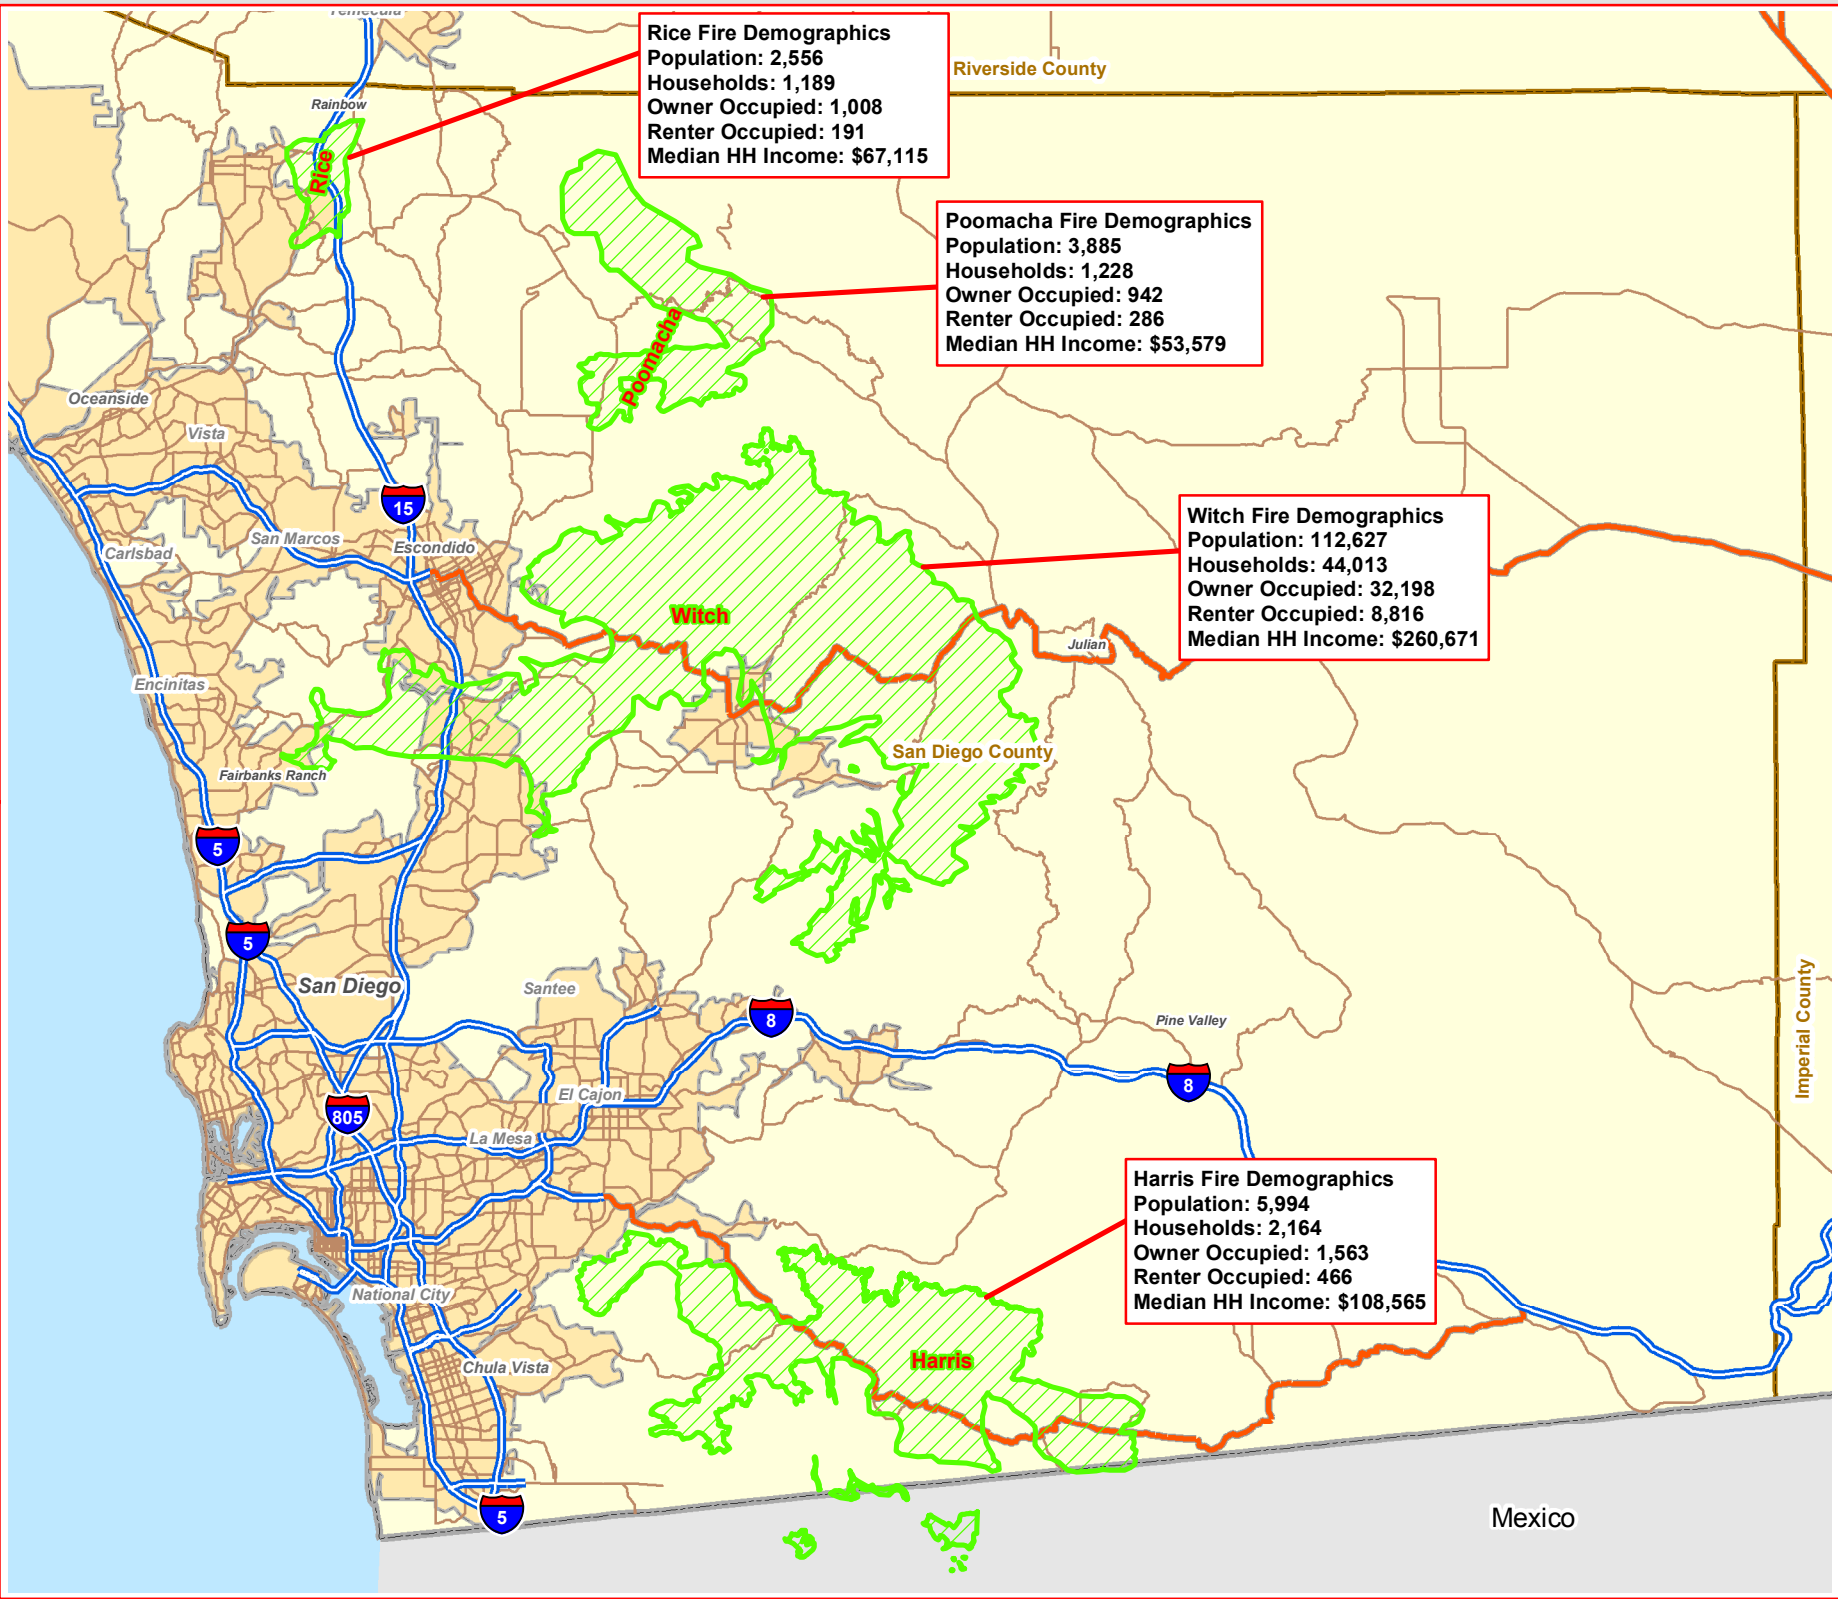 Temecula
Rice Fire Demographics
Population: 2,556
Households: 1,189
Owner Occupied: 1,008
Renter Occupied: 191
Median HH Income: $67,115
Riverside County
Rainbow
Rice
Poomacha Fire Demographics
Population: 3,885
Households: 1,228
Owner Occupied: 942
Renter Occupied: 286
Median HH Income: $53,579
Poomacha
Oceanside
Vista
15
San Marcos
Escondido
Carlsbad
Witch Fire Demographics
Population: 112,627
Households: 44,013
Owner Occupied: 32,198
Renter Occupied: 8,816
Median HH Income: $260,671
Witch
Julian
Encinitas
San Diego County
Fairbanks Ranch
5
5
San Diego
Santee
8
Pine Valley
Imperial County
8
El Cajon
805
La Mesa
Harris Fire Demographics
Population: 5,994
Households: 2,164
Owner Occupied: 1,563
Renter Occupied: 466
Median HH Income: $108,565
National City
Harris
Chula Vista
5
Mexico